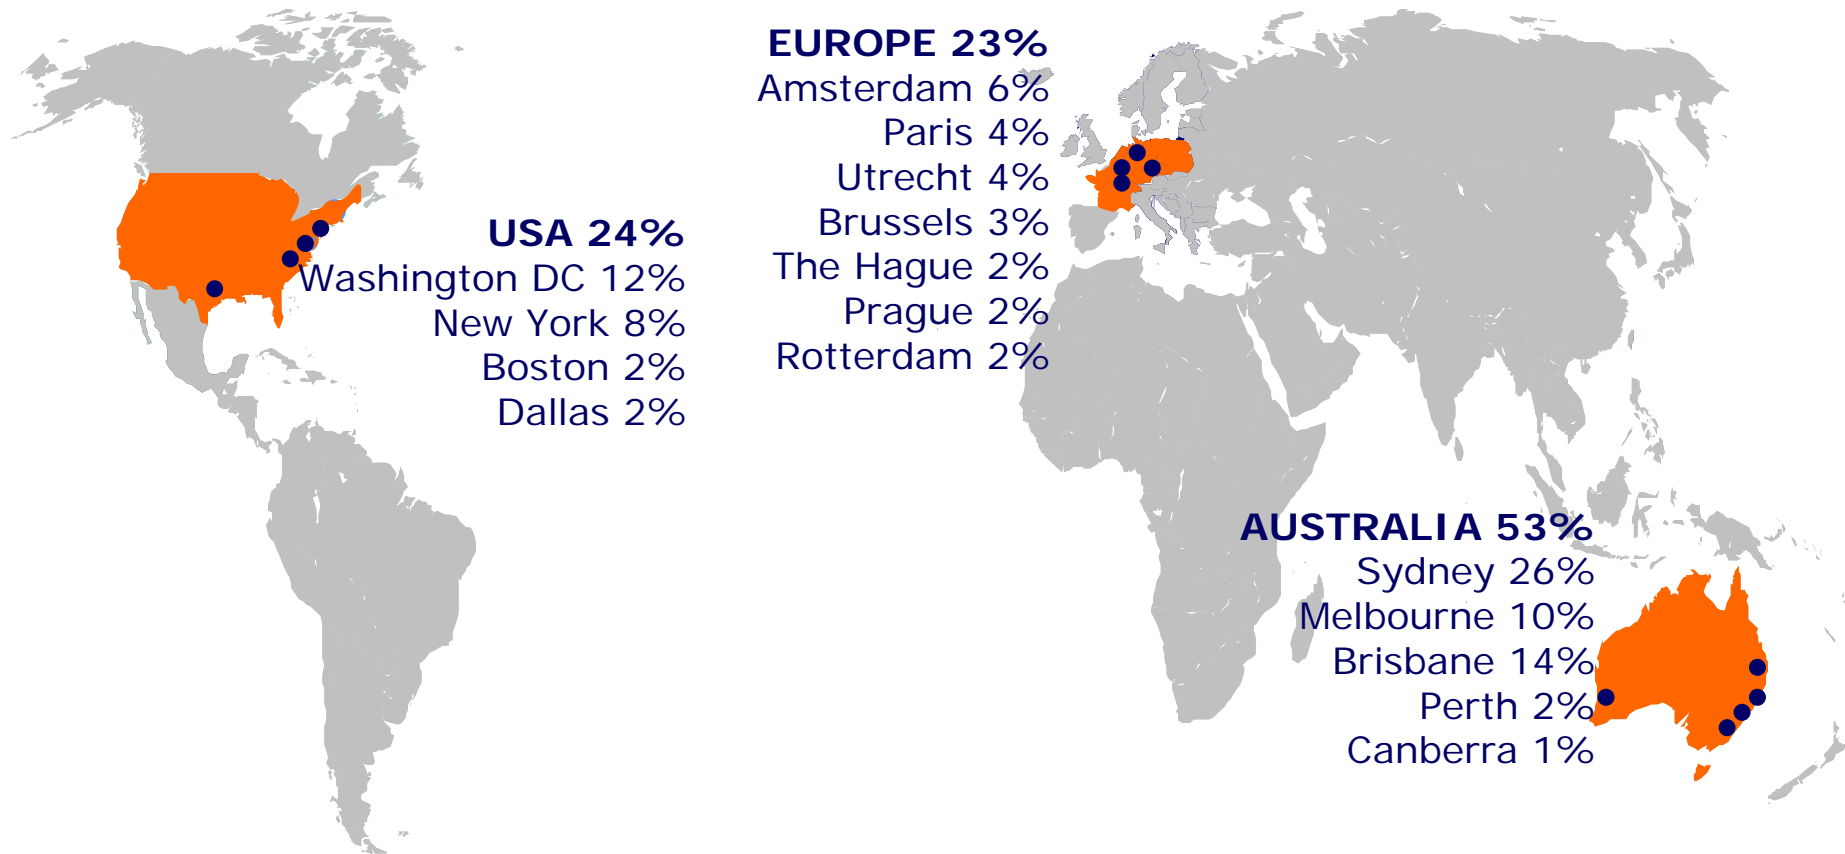 EUROPE 23%
Amsterdam 6%
Paris 4%
Utrecht 4%
Brussels 3%
The Hague 2%
Prague 2%
Rotterdam 2%
USA 24%
Washington DC 12%
New York 8%
Boston 2%
Dallas 2%
AUSTRALIA 53%
Sydney 26%
Melbourne 10%
Brisbane 14%
Perth 2%
Canberra 1%